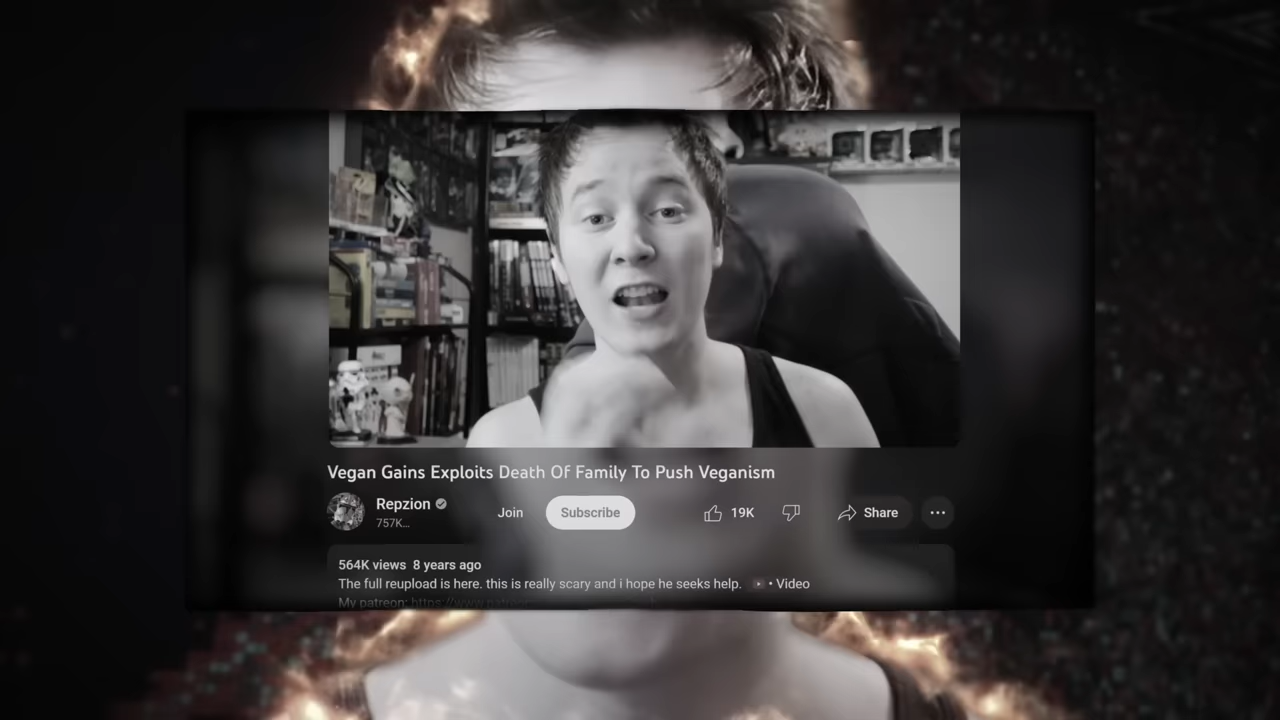 Vegan Gains Exploits Death Of Family To Push Veganism
Repzion
757K...
Join
Subscribe
19K
Share
564K views 8 years ago
The full reupload is here. this is really scary and i hope he seeks help. • Video
My patreon: